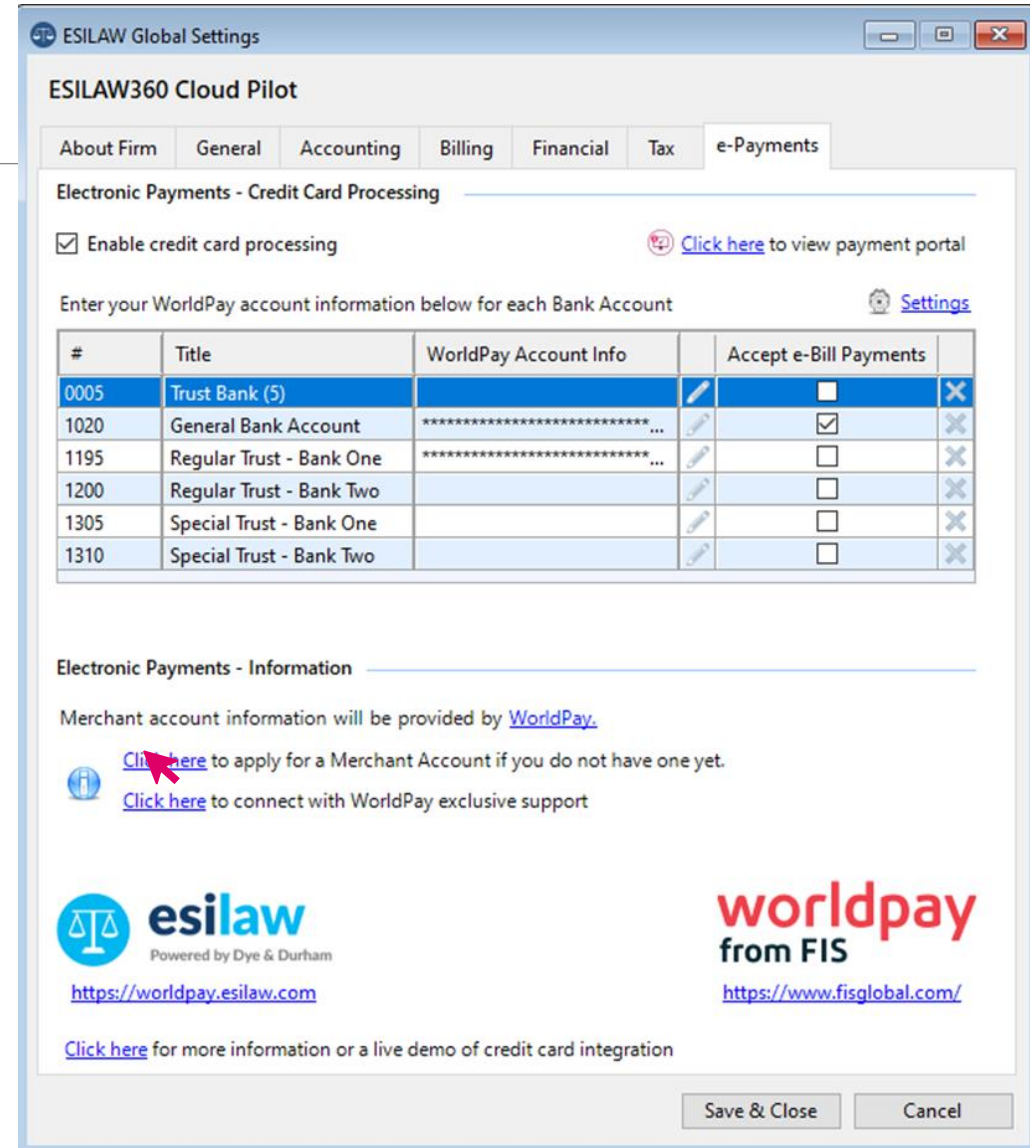 ESILAW Global Settings
ESILAW360 Cloud Pilot
About Firm General Accounting Billing Financial Tax e-Payments
Electronic Payments - Credit Card Processing
Enable credit card processing Click here to view payment portal
Enter your WorldPay account information below for each Bank Account Settings
# Title WorldPay Account Info Accept e-Bill Payments
0005 Trust Bank (5)
1020 General Bank Account ****************************...
1195 Regular Trust - Bank One ****************************...
1200 Regular Trust - Bank Two
1305 Special Trust - Bank One
1310 Special Trust - Bank Two
Electronic Payments - Information
Merchant account information will be provided by WorldPay.
Click here to apply for a Merchant Account if you do not have one yet.
Click here to connect with WorldPay exclusive support
esilaw
Powered by Dye & Durham
https://worldpay.esilaw.com
worldpay
from FIS
https://www.fisglobal.com/
Click here for more information or a live demo of credit card integration
Save & Close Cancel